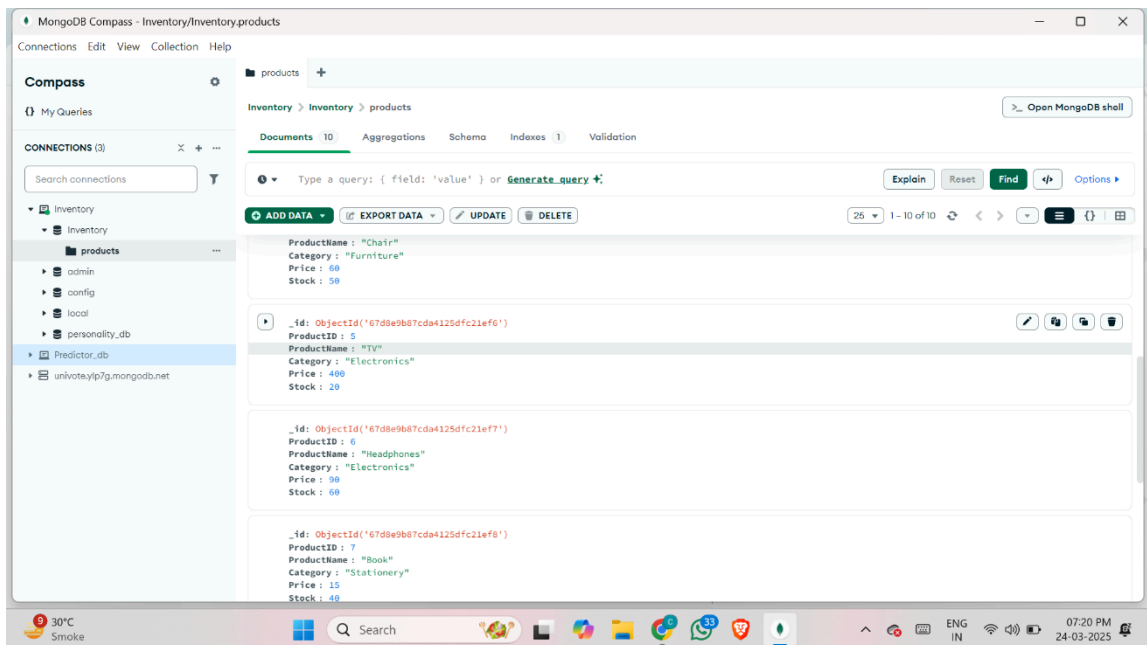 MongoDB Compass - Inventory/Inventory.products
Connections Edit View Collection Help
Compass
{} My Queries
CONNECTIONS (3)
Search connections
Inventory
Inventory
products
admin
config
local
personality_db
Predictor_db
univote.ylp7g.mongodb.net
products
Inventory > Inventory > products
>_ Open MongoDB shell
Documents 10 Aggregations Schema Indexes 1 Validation
Type a query: { field: 'value' } or Generate query
Explain Reset Find </> Options
ADD DATA EXPORT DATA UPDATE DELETE
25 1 – 10 of 10 {}
ProductName : "Chair"
Category : "Furniture"
Price : 60
Stock : 50
_id: ObjectId('67d8e9b87cda4125dfc21ef6')
ProductID : 5
ProductName : "TV"
Category : "Electronics"
Price : 400
Stock : 20
_id: ObjectId('67d8e9b87cda4125dfc21ef7')
ProductID : 6
ProductName : "Headphones"
Category : "Electronics"
Price : 90
Stock : 60
_id: ObjectId('67d8e9b87cda4125dfc21ef8')
ProductID : 7
ProductName : "Book"
Category : "Stationery"
Price : 15
Stock : 40
9 30°C
Smoke
Search
33
ENG
IN
07:20 PM
24-03-2025